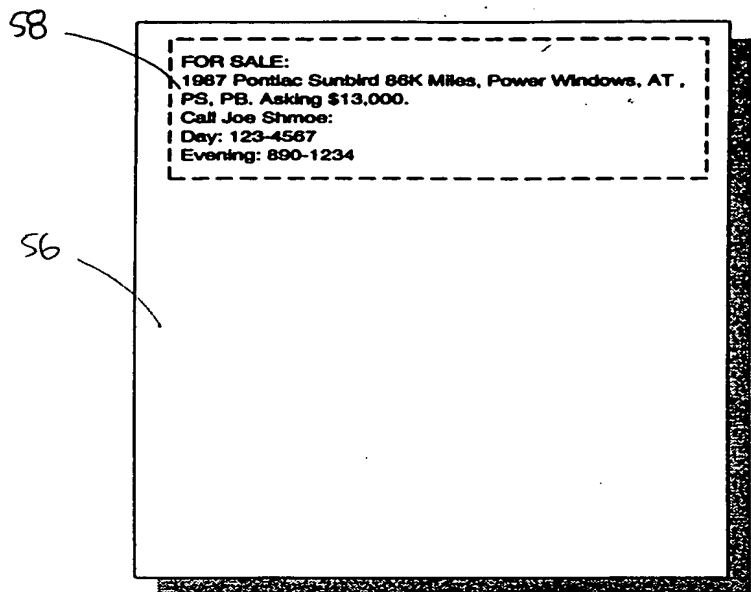 58
FOR SALE:
1987 Pontiac Sunbird 86K Miles, Power Windows, AT ,
PS, PB. Asking $13,000.
Call Joe Shmoe:
Day: 123-4567
Evening: 890-1234
56